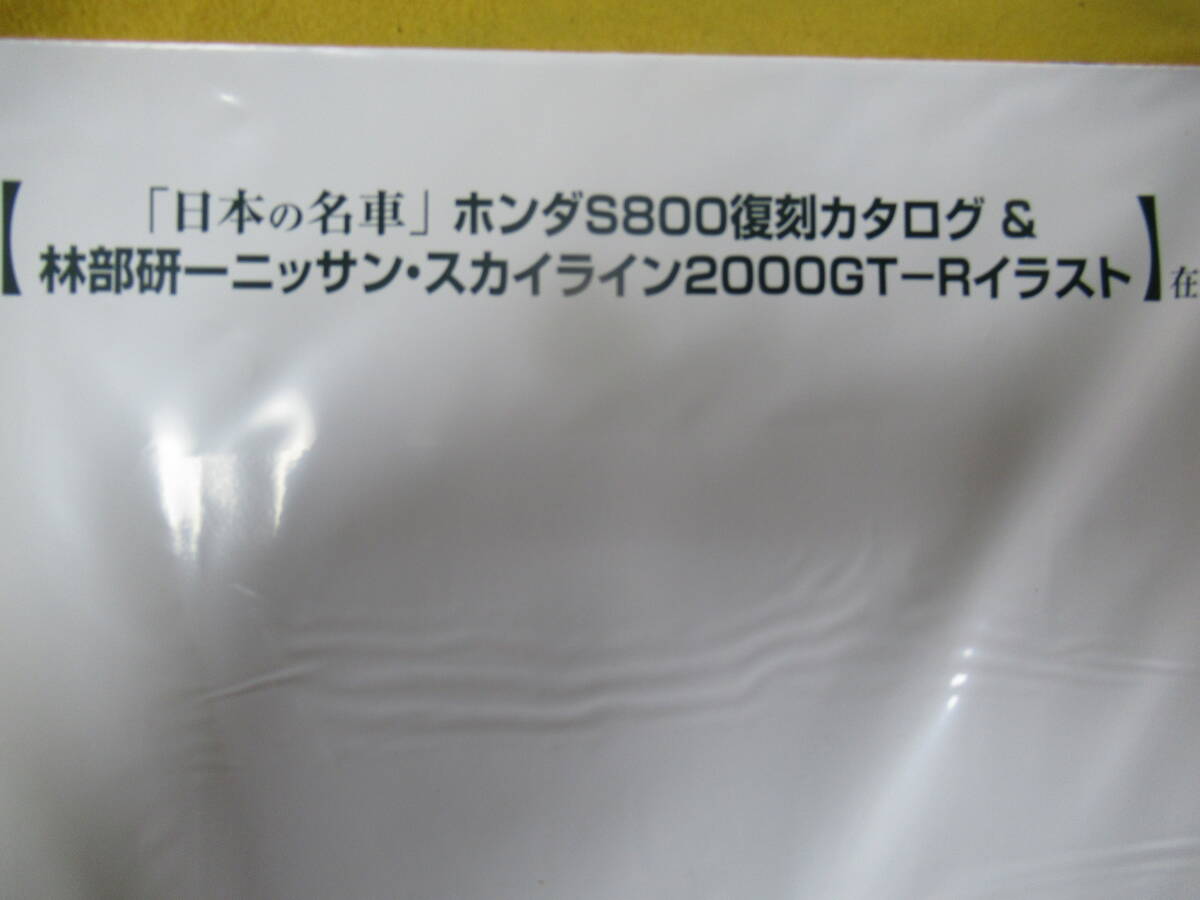 【「日本の名車」ホンダS800復刻カタログ &
林部研一ニッサン・スカイライン2000GT−Rイラスト】在